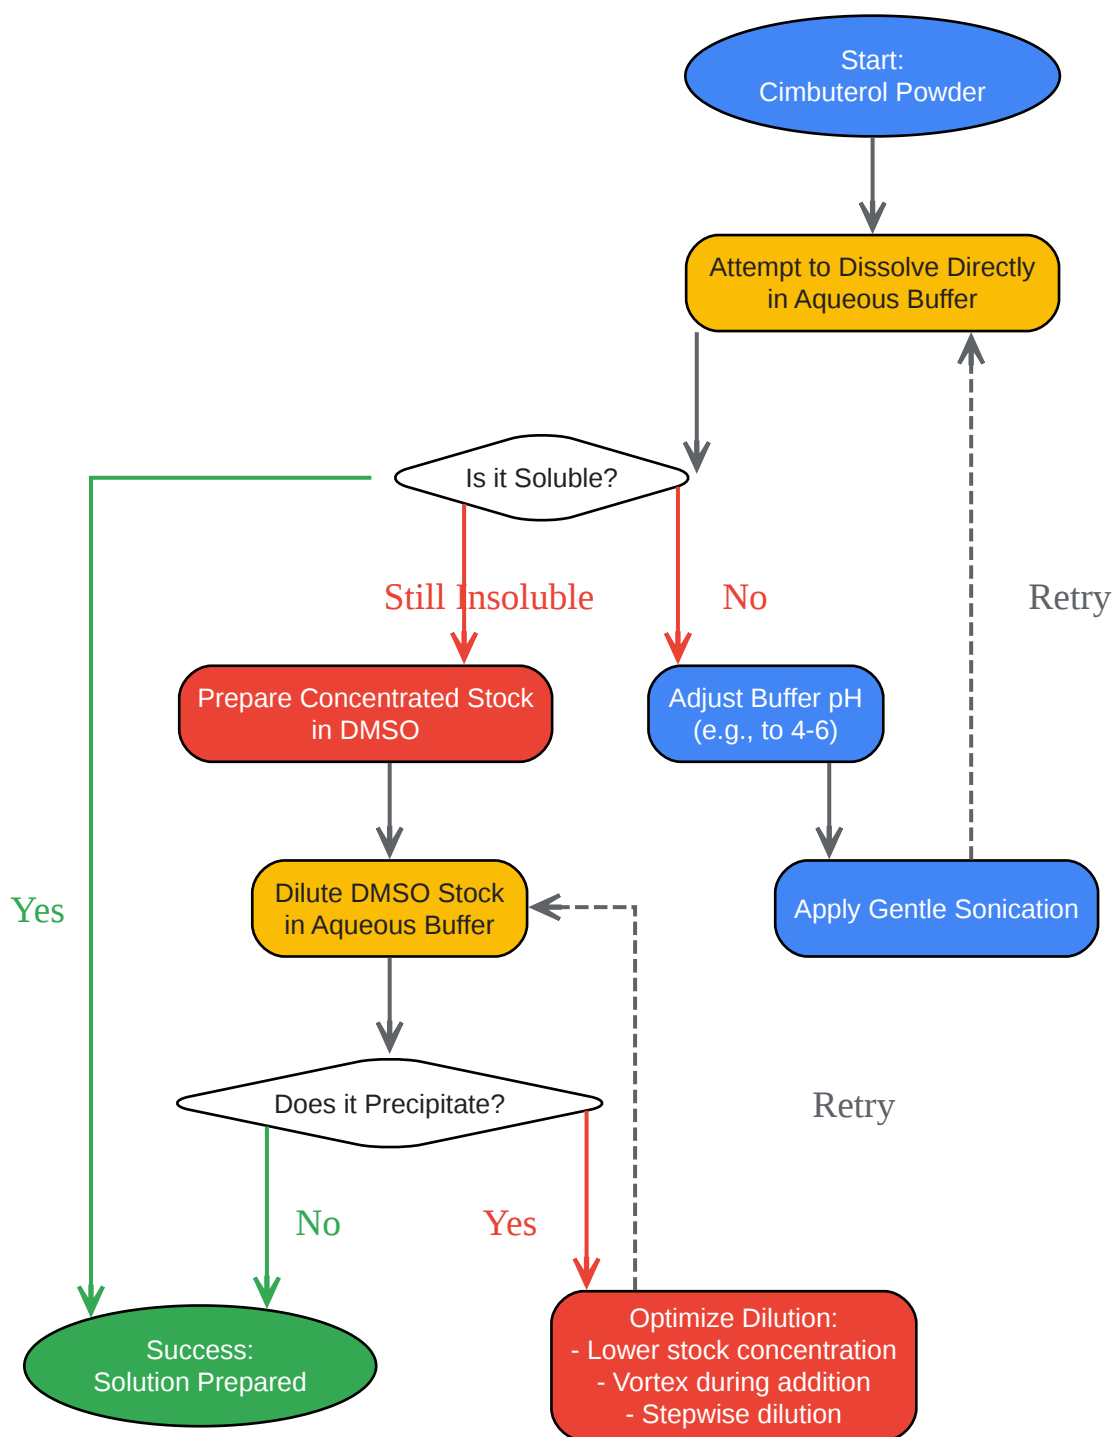 Start:
Cimbuterol Powder
Attempt to Dissolve Directly
in Aqueous Buffer
Is it Soluble?
Still Insoluble
No
Retry
Prepare Concentrated Stock
in DMSO
Adjust Buffer pH
(e.g., to 4-6)
Yes
Dilute DMSO Stock
in Aqueous Buffer
Apply Gentle Sonication
Does it Precipitate?
Retry
No
Yes
Success:
Solution Prepared
Optimize Dilution:
- Lower stock concentration
- Vortex during addition
- Stepwise dilution